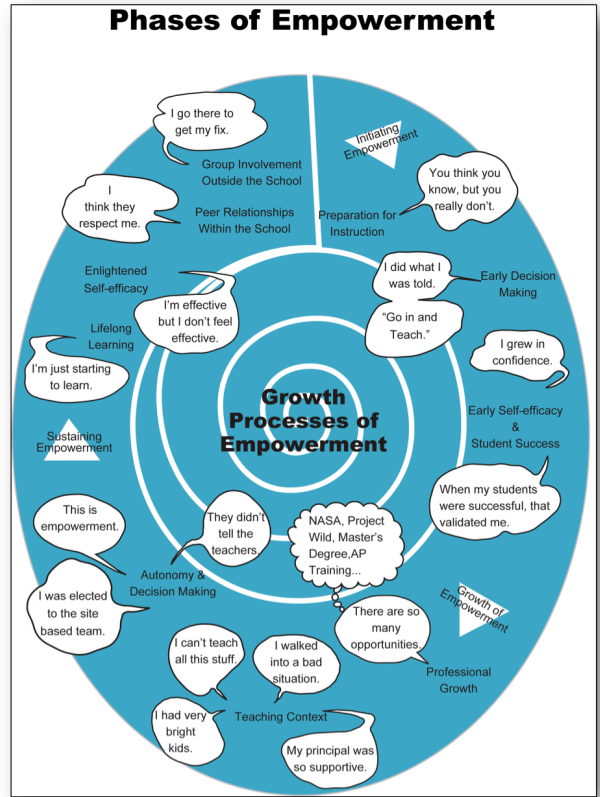 Phases of Empowerment
I go there to
get my fix.
Group Involvement
Outside the School
I
think they
respect me.
Peer Relationships
Within the School
Initiating
Empowerment
You think you
know, but you
really don't.
Preparation for
Instruction
I did what I
was told.
Early Decision
Making
“Go in and
Teach.”
Enlightened
Self-efficacy
I'm effective
but I don't feel
effective.
Lifelong
Learning
I'm just starting
to learn.
I grew in
confidence.
Early Self-efficacy
&
Student Success
When my students
were successful, that
validated me.
Growth
Processes of
Empowerment
Sustaining
Empowerment
This is
empowerment.
They didn't
tell the
teachers.
Autonomy &
Decision Making
I was elected
to the site
based team.
NASA, Project
Wild, Master's
Degree,AP
Training...
Growth of
Empowerment
There are so
many
opportunities.
Professional
Growth
I can't teach
all this stuff.
I walked
into a bad
situation.
Teaching Context
I had very
bright
kids.
My principal was
so supportive.